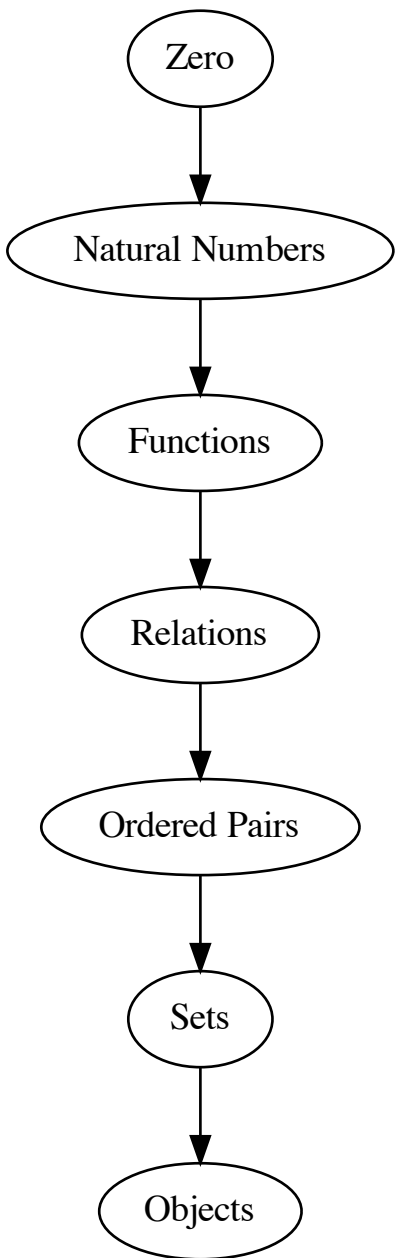 Zero
Natural Numbers
Functions
Relations
Ordered Pairs
Sets
Objects